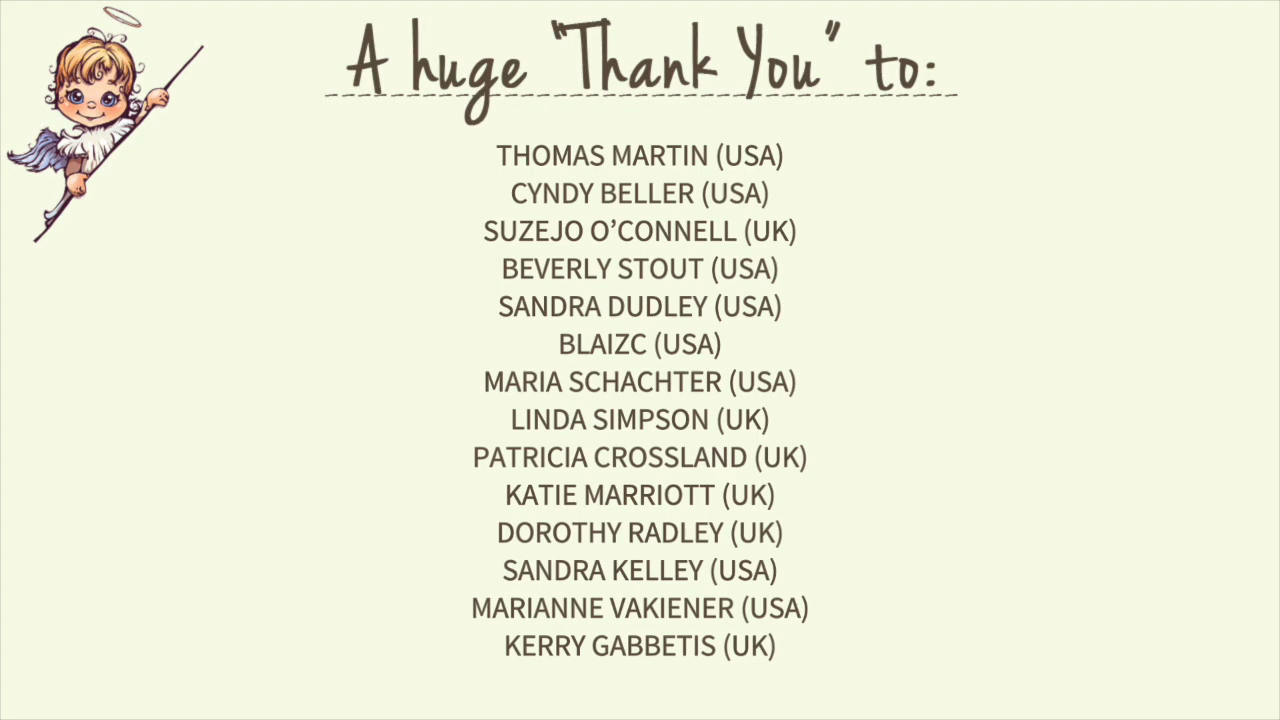 A huge "Thank You" to:
THOMAS MARTIN (USA)
CYNDY BELLER (USA)
SUZEJO O’CONNELL (UK)
BEVERLY STOUT (USA)
SANDRA DUDLEY (USA)
BLAIZC (USA)
MARIA SCHACHTER (USA)
LINDA SIMPSON (UK)
PATRICIA CROSSLAND (UK)
KATIE MARRIOTT (UK)
DOROTHY RADLEY (UK)
SANDRA KELLEY (USA)
MARIANNE VAKIENER (USA)
KERRY GABBETIS (UK)